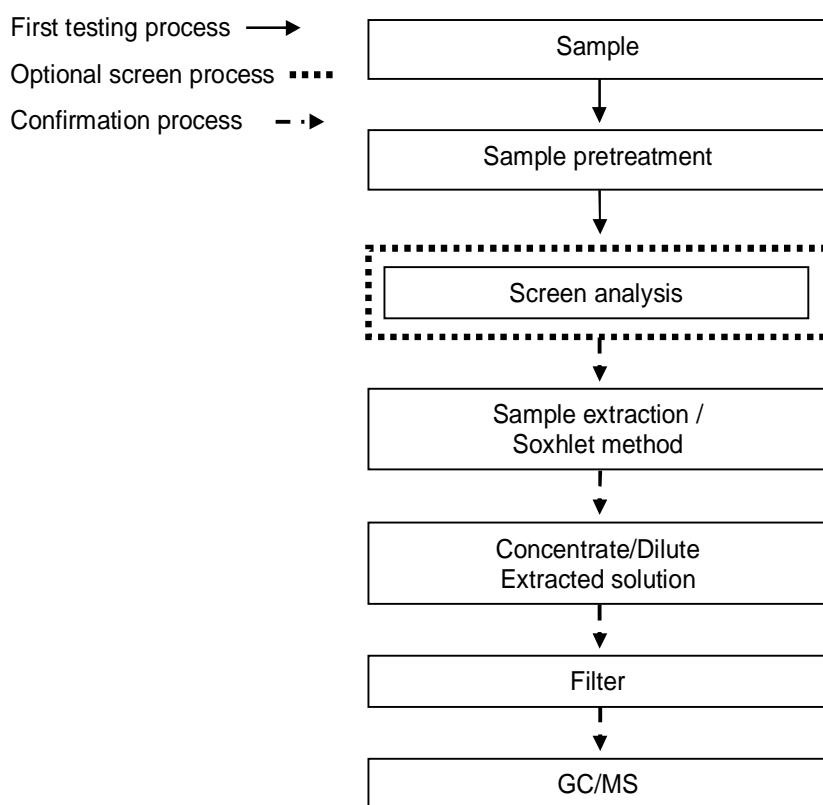 First testing process
Optional screen process
Confirmation process
Sample
Sample pretreatment
Screen analysis
Sample extraction /
Soxhlet method
Concentrate/Dilute
Extracted solution
Filter
GC/MS